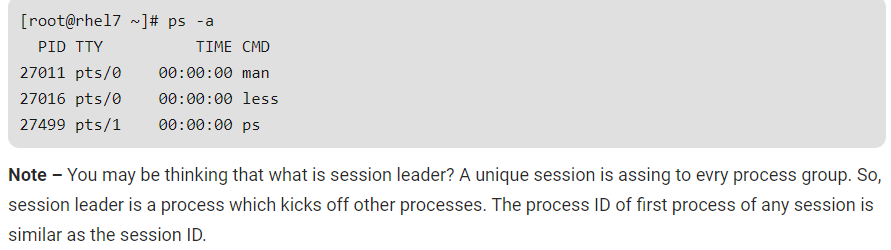 [root@rhel7 ~]# ps -a
  PID TTY          TIME CMD
27011 pts/0    00:00:00 man
27016 pts/0    00:00:00 less
27499 pts/1    00:00:00 ps
Note – You may be thinking that what is session leader? A unique session is assing to evry process group. So,
session leader is a process which kicks off other processes. The process ID of first process of any session is
similar as the session ID.